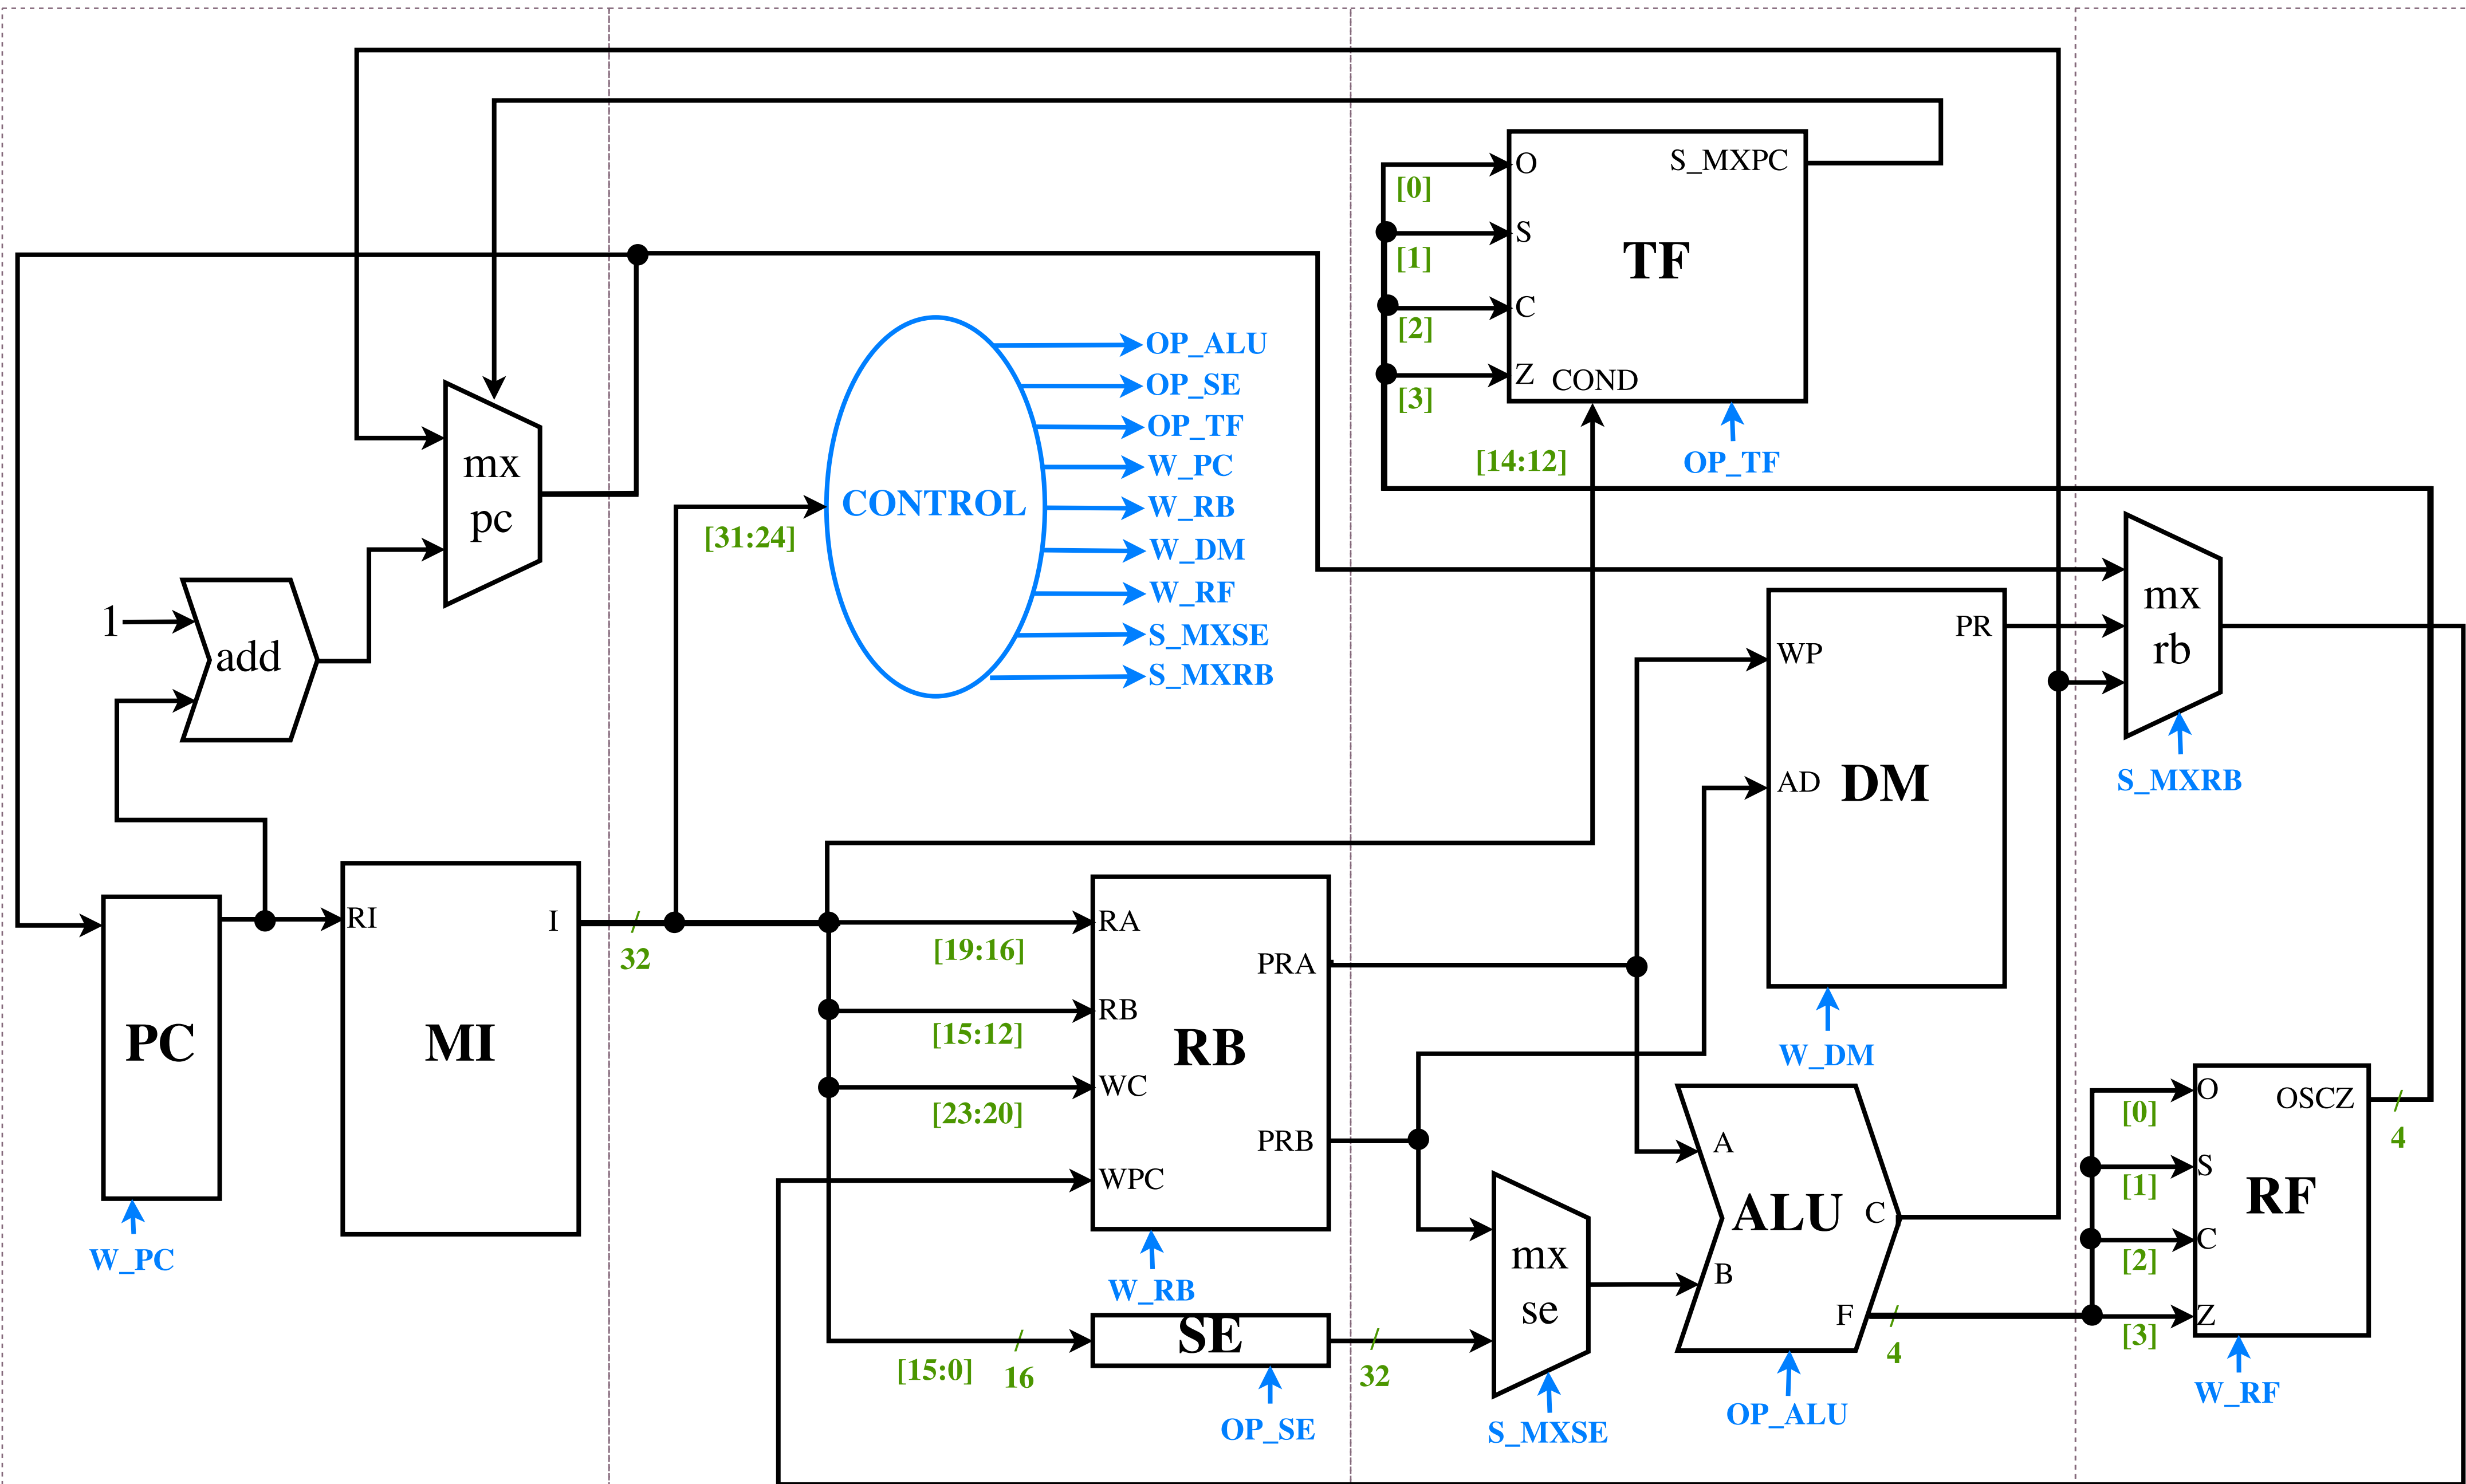 O
S_MXPC
[0]
S
[1]
TF
C
[2]
Z
COND
[3]
[14:12]
OP_TF
mx
pc
CONTROL
[31:24]
OP_ALU
OP_SE
OP_TF
W_PC
W_RB
W_DM
W_RF
S_MXSE
S_MXRB
1
add
mx
rb
S_MXRB
WP
PR
AD
DM
W_DM
RI
I
PC
MI
W_PC
32
RA
[19:16]
PRA
RB
[15:12]
RB
WC
[23:20]
PRB
WPC
W_RB
SE
[15:0]
16
32
OP_SE
mx
se
S_MXSE
A
ALU
C
B
F
4
OP_ALU
O
OSCZ
[0]
4
S
[1]
RF
C
[2]
Z
[3]
W_RF